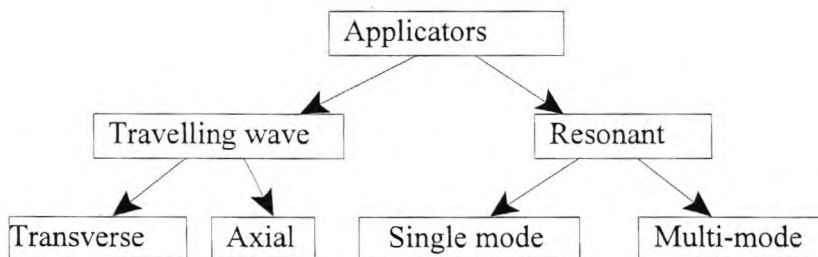 Applicators
Travelling wave
Resonant
Transverse
Axial
Single mode
Multi-mode